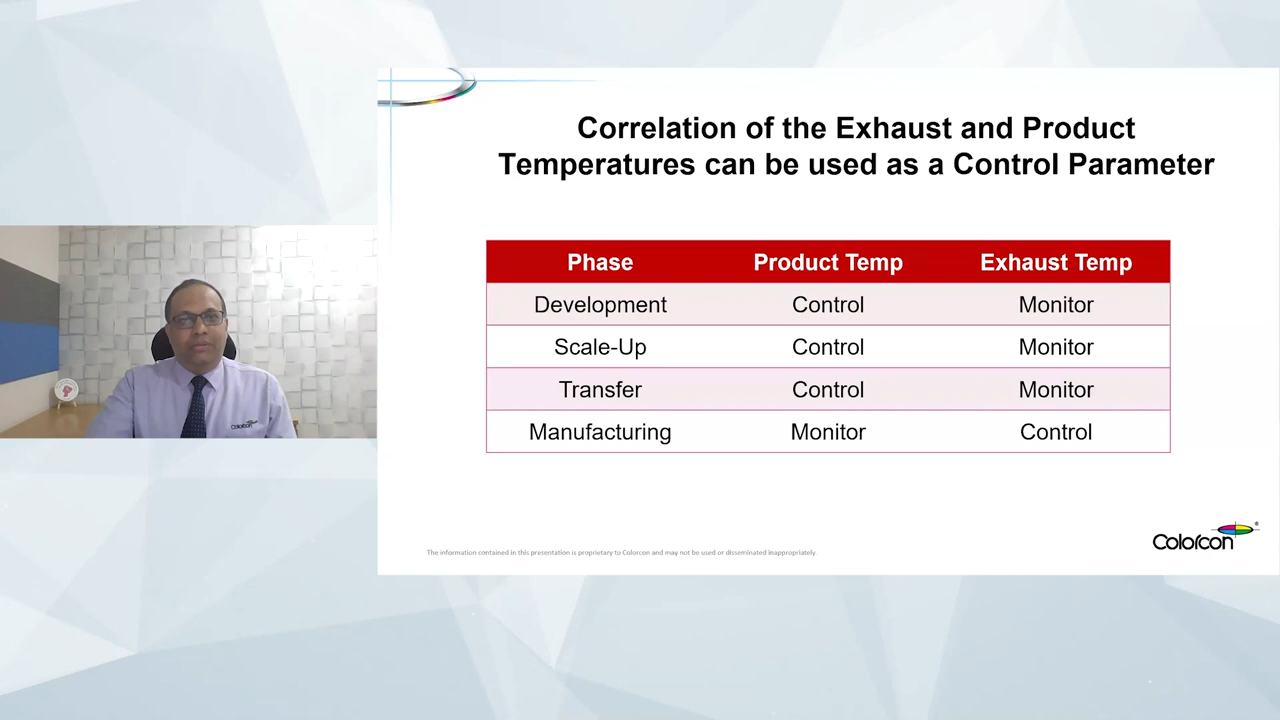 Correlation of the Exhaust and Product
Temperatures can be used as a Control Parameter
Phase Product Temp Exhaust Temp
Development Control Monitor
Scale-Up Control Monitor
Transfer Control Monitor
Manufacturing Monitor Control
The information contained in this presentation is proprietary to Colorcon and may not be used or disseminated inappropriately.
Colorcon®
Colorcon